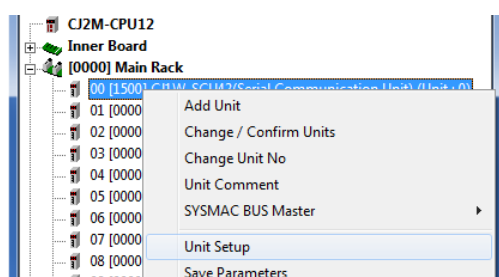 CJ2M-CPU12
Inner Board
[0000] Main Rack
00 [1500] CJ1W-SCU42(Serial Communication Unit) (Unit : 0)
01 [0000
Add Unit
02 [0000
Change / Confirm Units
03 [0000
Change Unit No
04 [0000
Unit Comment
05 [0000
06 [0000
SYSMAC BUS Master
07 [0000
Unit Setup
08 [0000
Save Parameters